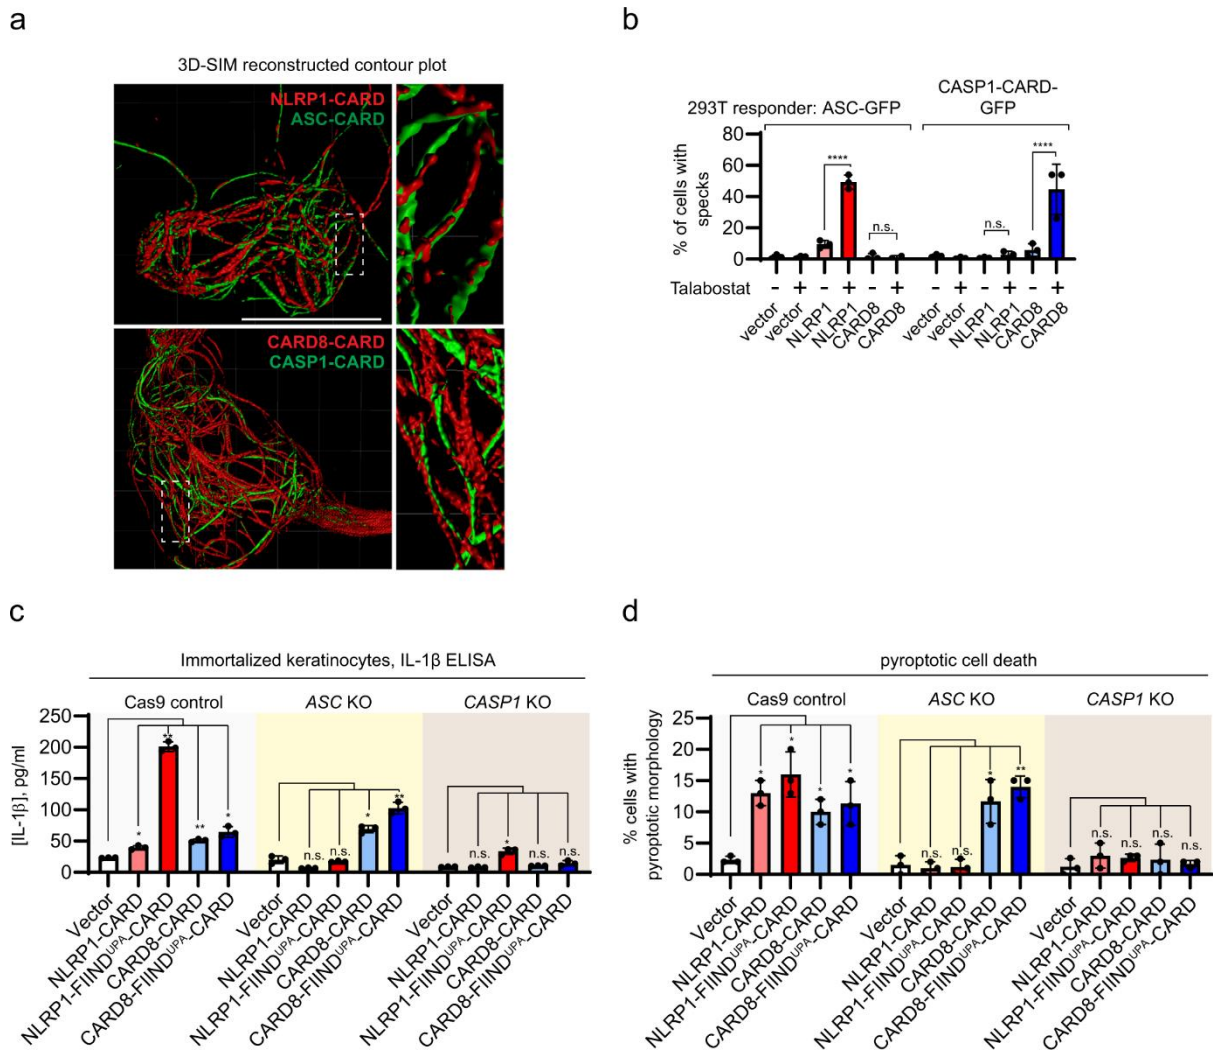 a
3D-SIM reconstructed contour plot
NLRP1-CARD
ASC-CARD
CARD8-CARD
CASP1-CARD
b
293T responder: ASC-GFP
CASP1-CARD-
GFP
% of cells with
specks
80
60
40
20
0
****
n.s.
n.s.
****
Talabostat - + - + - + - + - + - +
vector
vector
NLRP1
NLRP1
CARD8
CARD8
vector
vector
NLRP1
NLRP1
CARD8
CARD8
c
Immortalized keratinocytes, IL-1β ELISA
Cas9 control
ASC KO
CASP1 KO
[IL-1β], pg/ml
250
200
150
100
50
0
* ** ** *
n.s. n.s. * **
n.s. * n.s. n.s.
Vector
NLRP1-CARD
NLRP1-FIIND^UPA-CARD
CARD8-CARD
CARD8-FIIND^UPA-CARD
Vector
NLRP1-CARD
NLRP1-FIIND^UPA-CARD
CARD8-CARD
CARD8-FIIND^UPA-CARD
Vector
NLRP1-CARD
NLRP1-FIIND^UPA-CARD
CARD8-CARD
CARD8-FIIND^UPA-CARD
d
pyroptotic cell death
Cas9 control
ASC KO
CASP1 KO
% cells with
pyroptotic morphology
25
20
15
10
5
0
* * * *
n.s. n.s. * **
n.s. n.s. n.s. n.s.
Vector
NLRP1-CARD
NLRP1-FIIND^UPA-CARD
CARD8-CARD
CARD8-FIIND^UPA-CARD
Vector
NLRP1-CARD
NLRP1-FIIND^UPA-CARD
CARD8-CARD
CARD8-FIIND^UPA-CARD
Vector
NLRP1-CARD
NLRP1-FIIND^UPA-CARD
CARD8-CARD
CARD8-FIIND^UPA-CARD